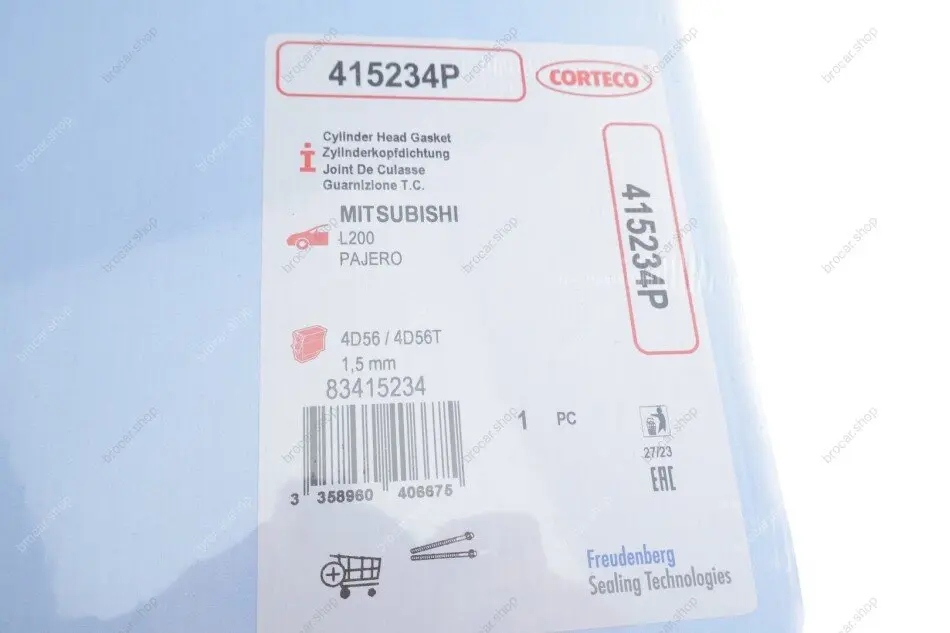 415234P
CORTECO
Cylinder Head Gasket
Zylinderkopfdichtung
Joint De Culasse
Guarnizione T.C.
MITSUBISHI
L200
PAJERO
415234P
4D56 / 4D56T
1,5 mm
83415234
1 PC
27/23
EAC
3 358960 406675
Freudenberg
Sealing Technologies
brocar.shop